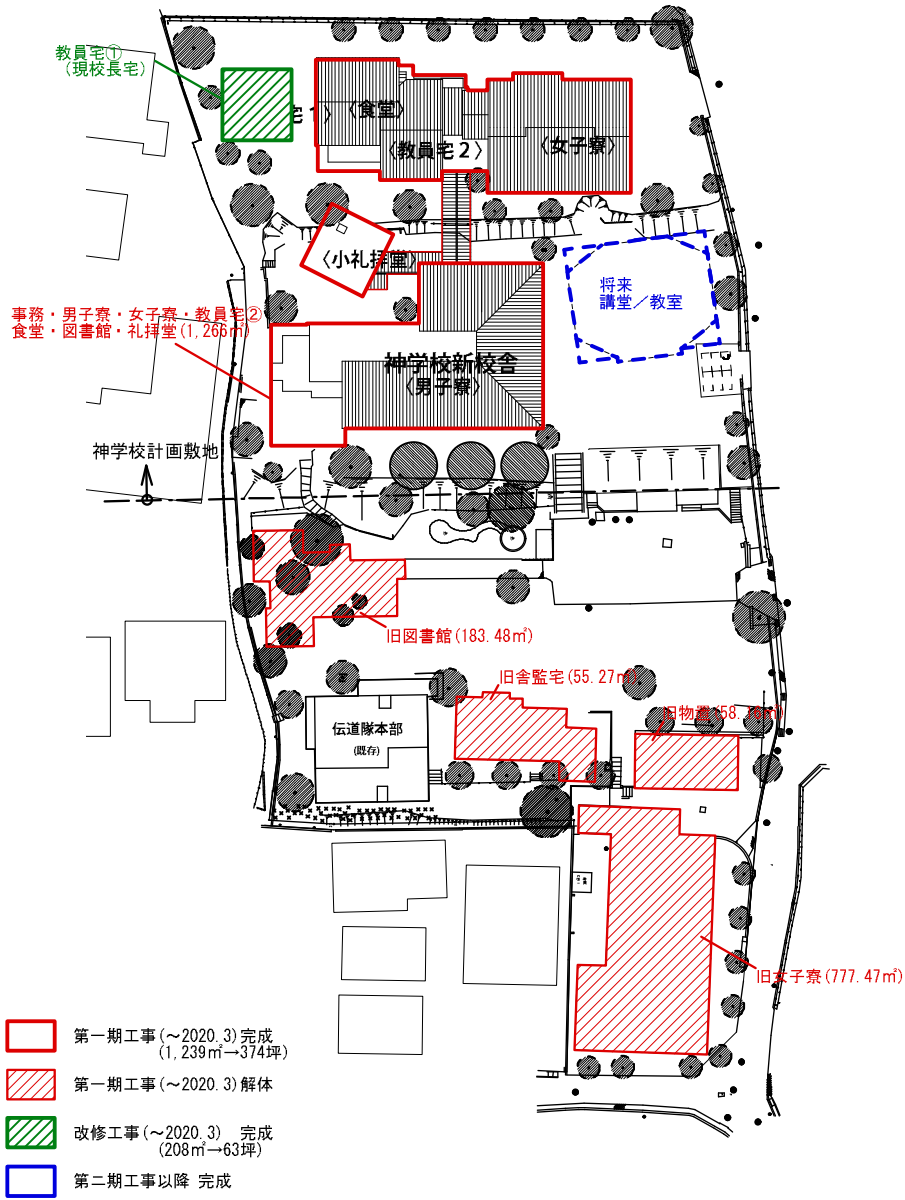 教員宅①
(現校長宅)
宅1〉
〈食堂〉
〈教員宅2〉
〈女子寮〉
〈小礼拝堂〉
将来
講堂/教室
事務・男子寮・女子寮・教員宅②
食堂・図書館・礼拝堂(1,266㎡)
神学校新校舎
〈男子寮〉
神学校計画敷地
旧図書館(183.48㎡)
旧舎監宅(55.27㎡)
伝道隊本部
(既存)
旧女子寮(777.47㎡)
第一期工事(~2020.3)完成
(1,239㎡→374坪)
第一期工事(~2020.3)解体
改修工事(~2020.3) 完成
(208㎡→63坪)
第二期工事以降 完成